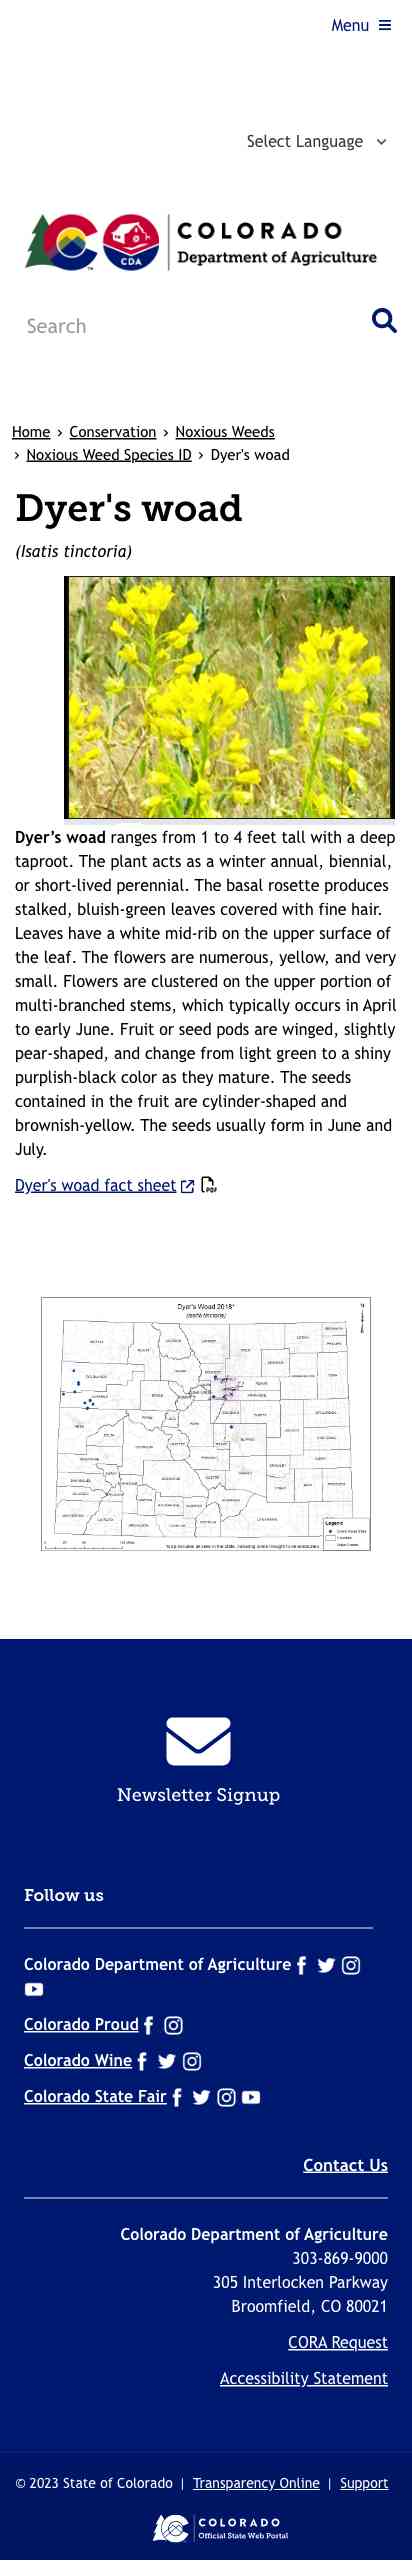 Menu
Select Language
COLORADO
Department of Agriculture
CDA
Search
Home › Conservation › Noxious Weeds
› Noxious Weed Species ID › Dyer's woad
Dyer's woad
(Isatis tinctoria)
Dyer’s woad ranges from 1 to 4 feet tall with a deep
taproot. The plant acts as a winter annual, biennial,
or short-lived perennial. The basal rosette produces
stalked, bluish-green leaves covered with fine hair.
Leaves have a white mid-rib on the upper surface of
the leaf. The flowers are numerous, yellow, and very
small. Flowers are clustered on the upper portion of
multi-branched stems, which typically occurs in April
to early June. Fruit or seed pods are winged, slightly
pear-shaped, and change from light green to a shiny
purplish-black color as they mature. The seeds
contained in the fruit are cylinder-shaped and
brownish-yellow. The seeds usually form in June and
July.
Dyer's woad fact sheet PDF
Dyer's Woad 2018*
(Isatis tinctoria)
Legend
Newsletter Signup
Follow us
Colorado Department of Agriculture
Colorado Proud
Colorado Wine
Colorado State Fair
Contact Us
Colorado Department of Agriculture
303-869-9000
305 Interlocken Parkway
Broomfield, CO 80021
CORA Request
Accessibility Statement
© 2023 State of Colorado | Transparency Online | Support
COLORADO
Official State Web Portal